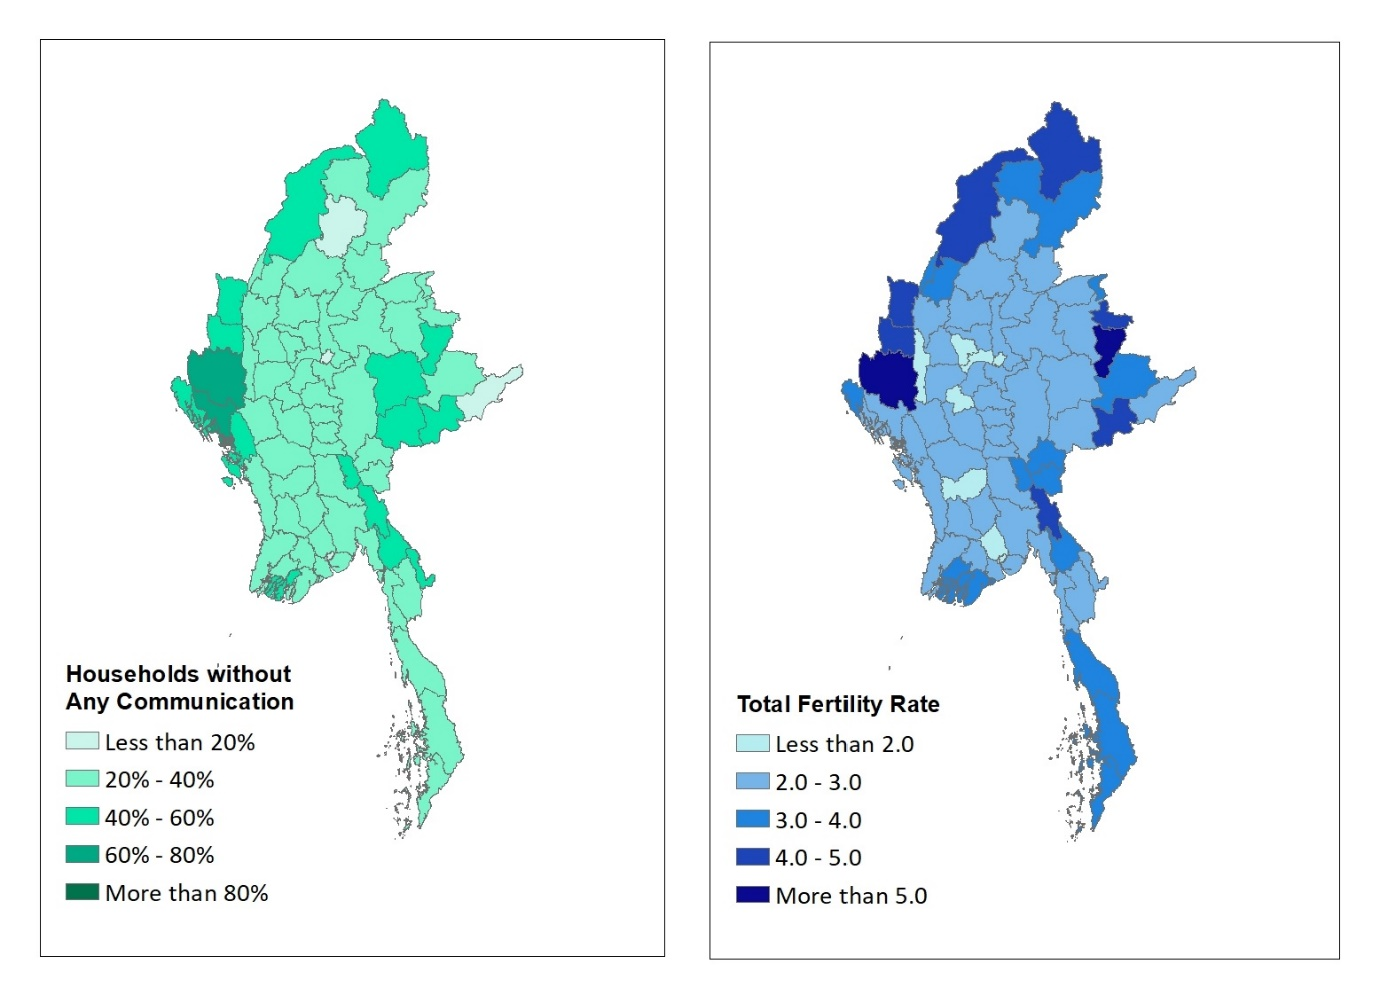 Households without
Any Communication
Less than 20%
20% - 40%
40% - 60%
60% - 80%
More than 80%
Total Fertility Rate
Less than 2.0
2.0 - 3.0
3.0 - 4.0
4.0 - 5.0
More than 5.0